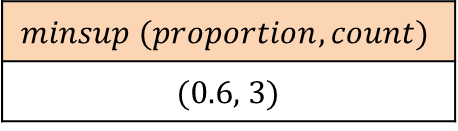 minsup (proportion, count)
(0.6, 3)